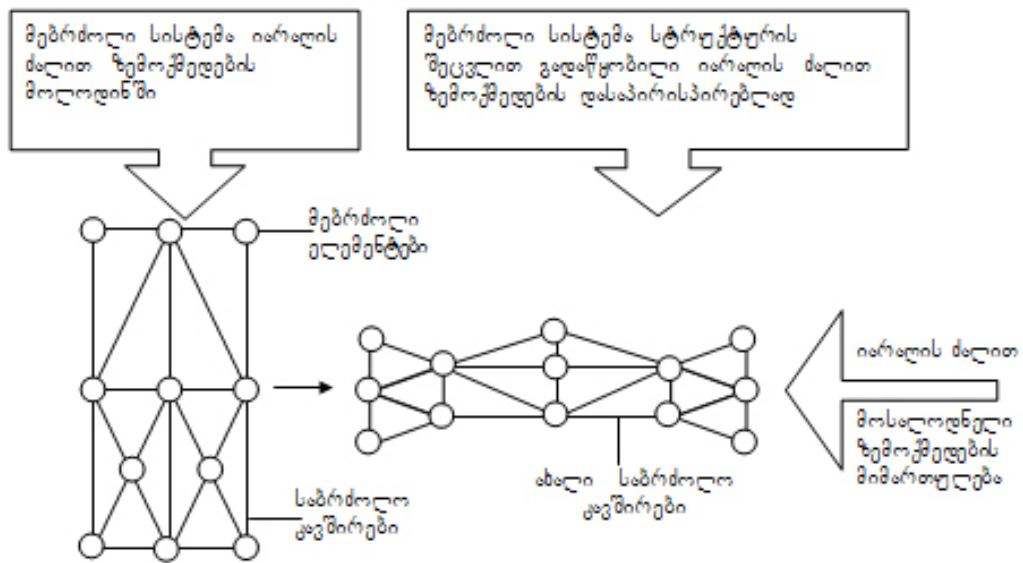 მებრძოლი სისტემა იარაღის
ძალით ზემოქმედების
მოლოდინში
მებრძოლი სისტემა სტრუქტურის
შეცვლით გადაწყობილი იარაღის ძალით
ზემოქმედების დასაპირისპირებლად
მებრძოლი
ელემენტები
საბრძოლო
კავშირები
ახალი საბრძოლო
კავშირები
იარაღის ძალით
მოსალოდნელი
ზემოქმედების
მიმართულება